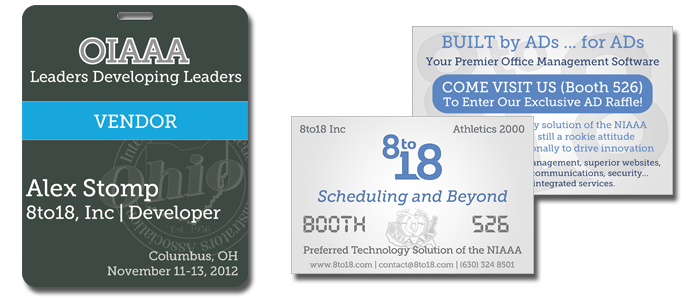 OIAAA
Leaders Developing Leaders
VENDOR
Alex Stomp
8to18, Inc | Developer
Ohio
Est 1956
Columbus, OH
November 11-13, 2012
8to18 Inc
Athletics 2000
8to18
Scheduling and Beyond
BOOTH 526
Preferred Technology Solution of the NIAAA
www.8to18.com | contact@8to18.com | (630) 324 8501
BUILT by ADs ... for ADs
Your Premier Office Management Software
COME VISIT US (Booth 526)
To Enter Our Exclusive AD Raffle!
solution of the NIAAA
still a rookie attitude
to drive innovation
superior websites,
communications, security...
integrated services.